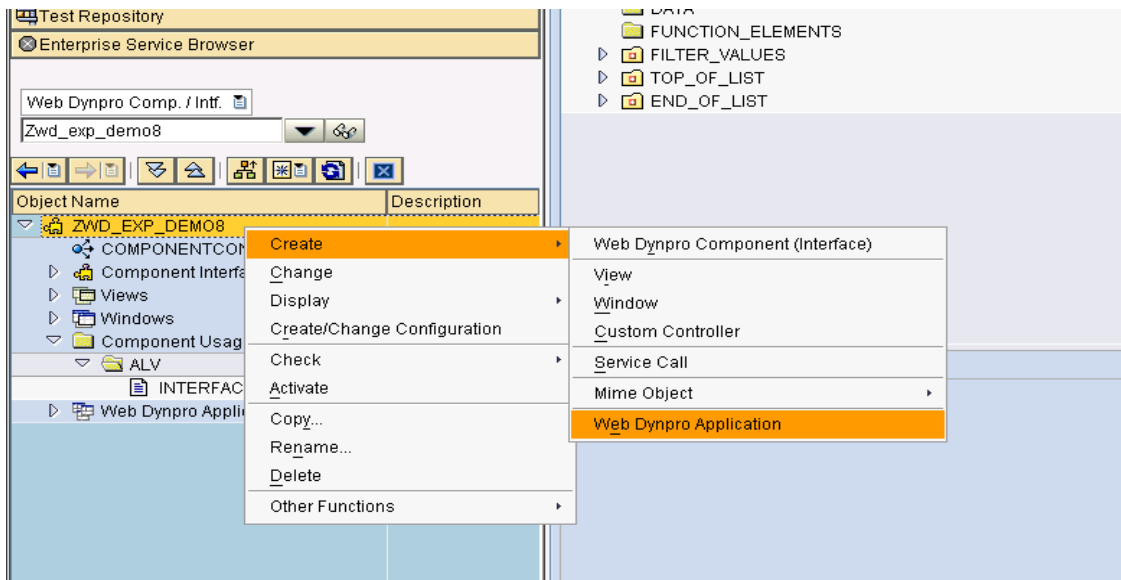 Test Repository
Enterprise Service Browser
Web Dynpro Comp. / Intf.
Zwd_exp_demo8
Object Name Description
ZWD_EXP_DEMO8
COMPONENTCON
Component Interfa
Views
Windows
Component Usag
ALV
INTERFAC
Web Dynpro Appli
Create
Change
Display
Create/Change Configuration
Check
Activate
Copy...
Rename...
Delete
Other Functions
Web Dynpro Component (Interface)
View
Window
Custom Controller
Service Call
Mime Object
Web Dynpro Application
DATA
FUNCTION_ELEMENTS
FILTER_VALUES
TOP_OF_LIST
END_OF_LIST